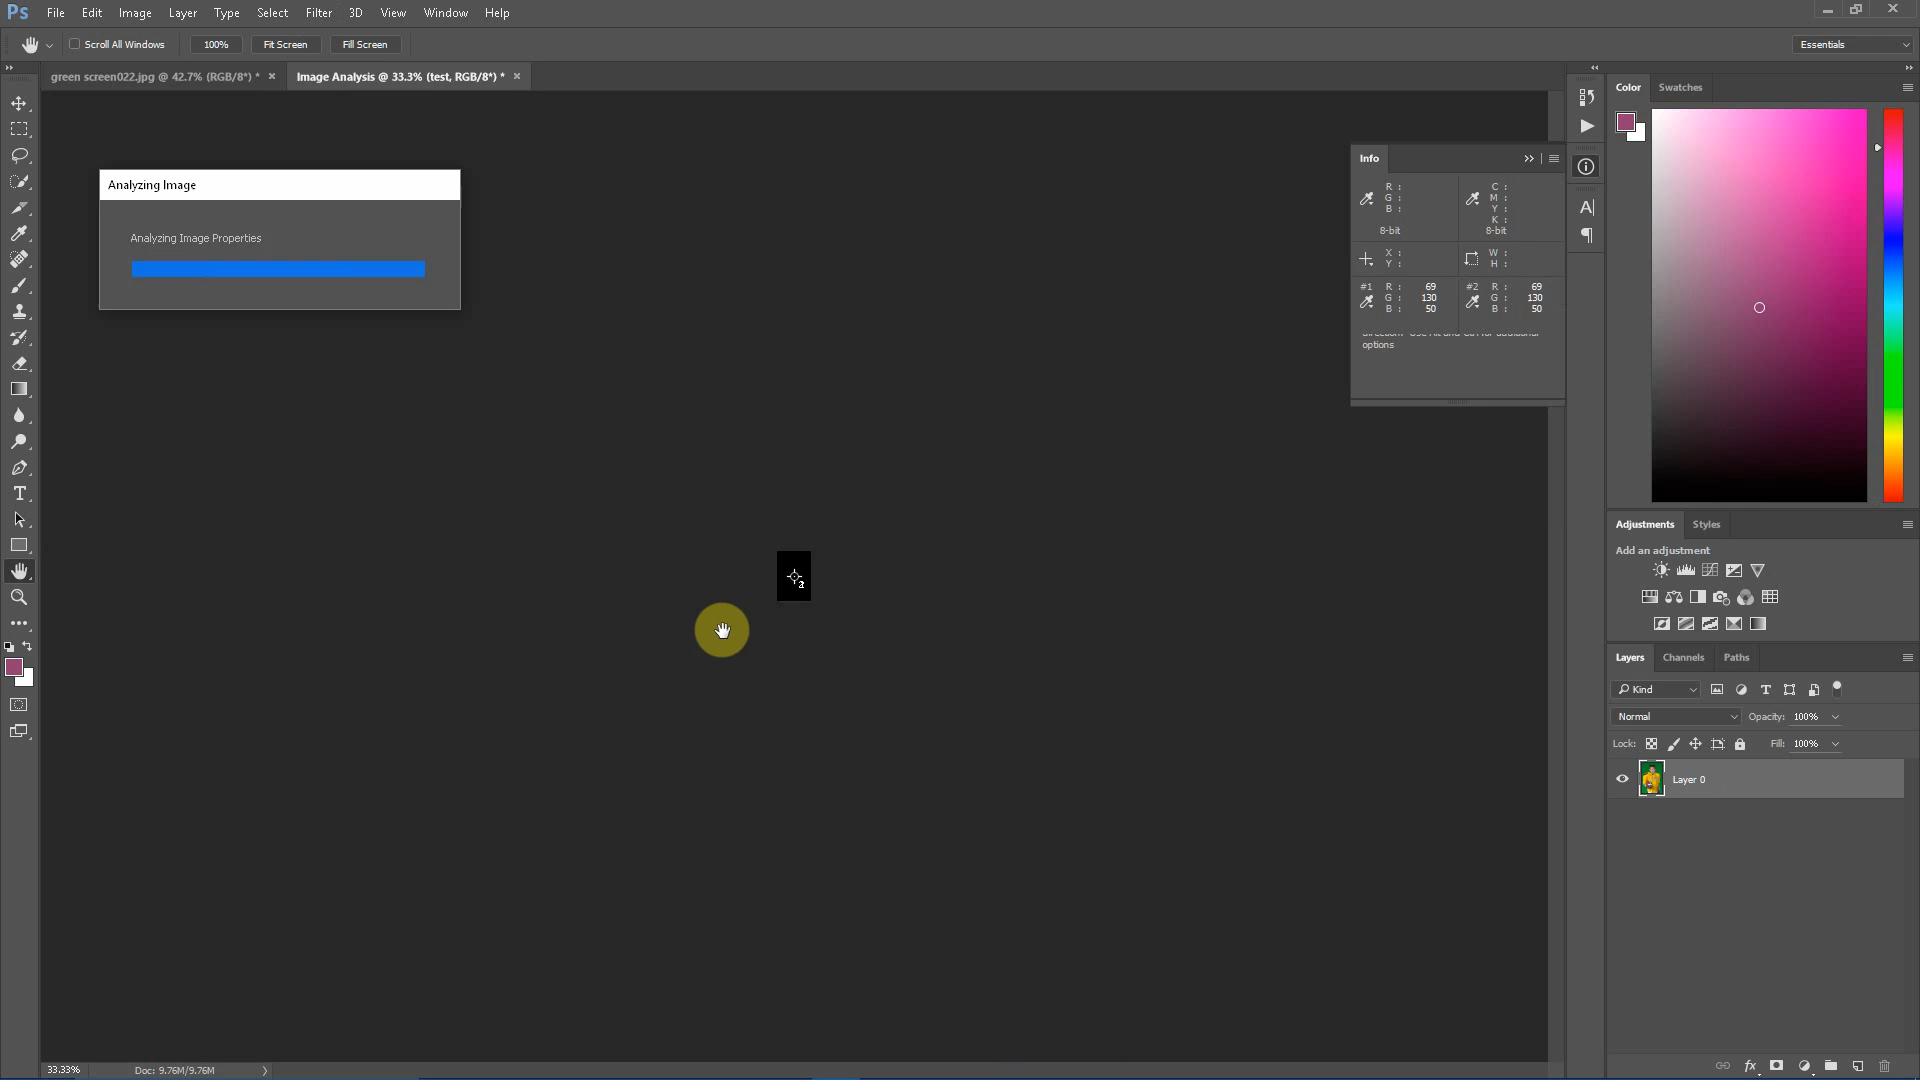 Ps File Edit Image Layer Type Select Filter 3D View Window Help
Scroll All Windows 100% Fit Screen Fill Screen Essentials
green screen022.jpg @ 42.7% (RGB/8*) * × Image Analysis @ 33.3% (test, RGB/8*) * ×
Color Swatches
Analyzing Image
Analyzing Image Properties
Info
R : C :
G : M :
B : Y :
K :
8-bit 8-bit
X : W :
Y : H :
#1 R : 69 #2 R : 69
G : 130 G : 130
B : 50 B : 50
options
2
Adjustments Styles
Add an adjustment
Layers Channels Paths
Kind
Normal Opacity: 100%
Lock: Fill: 100%
Layer 0
33.33% Doc: 9.76M/9.76M